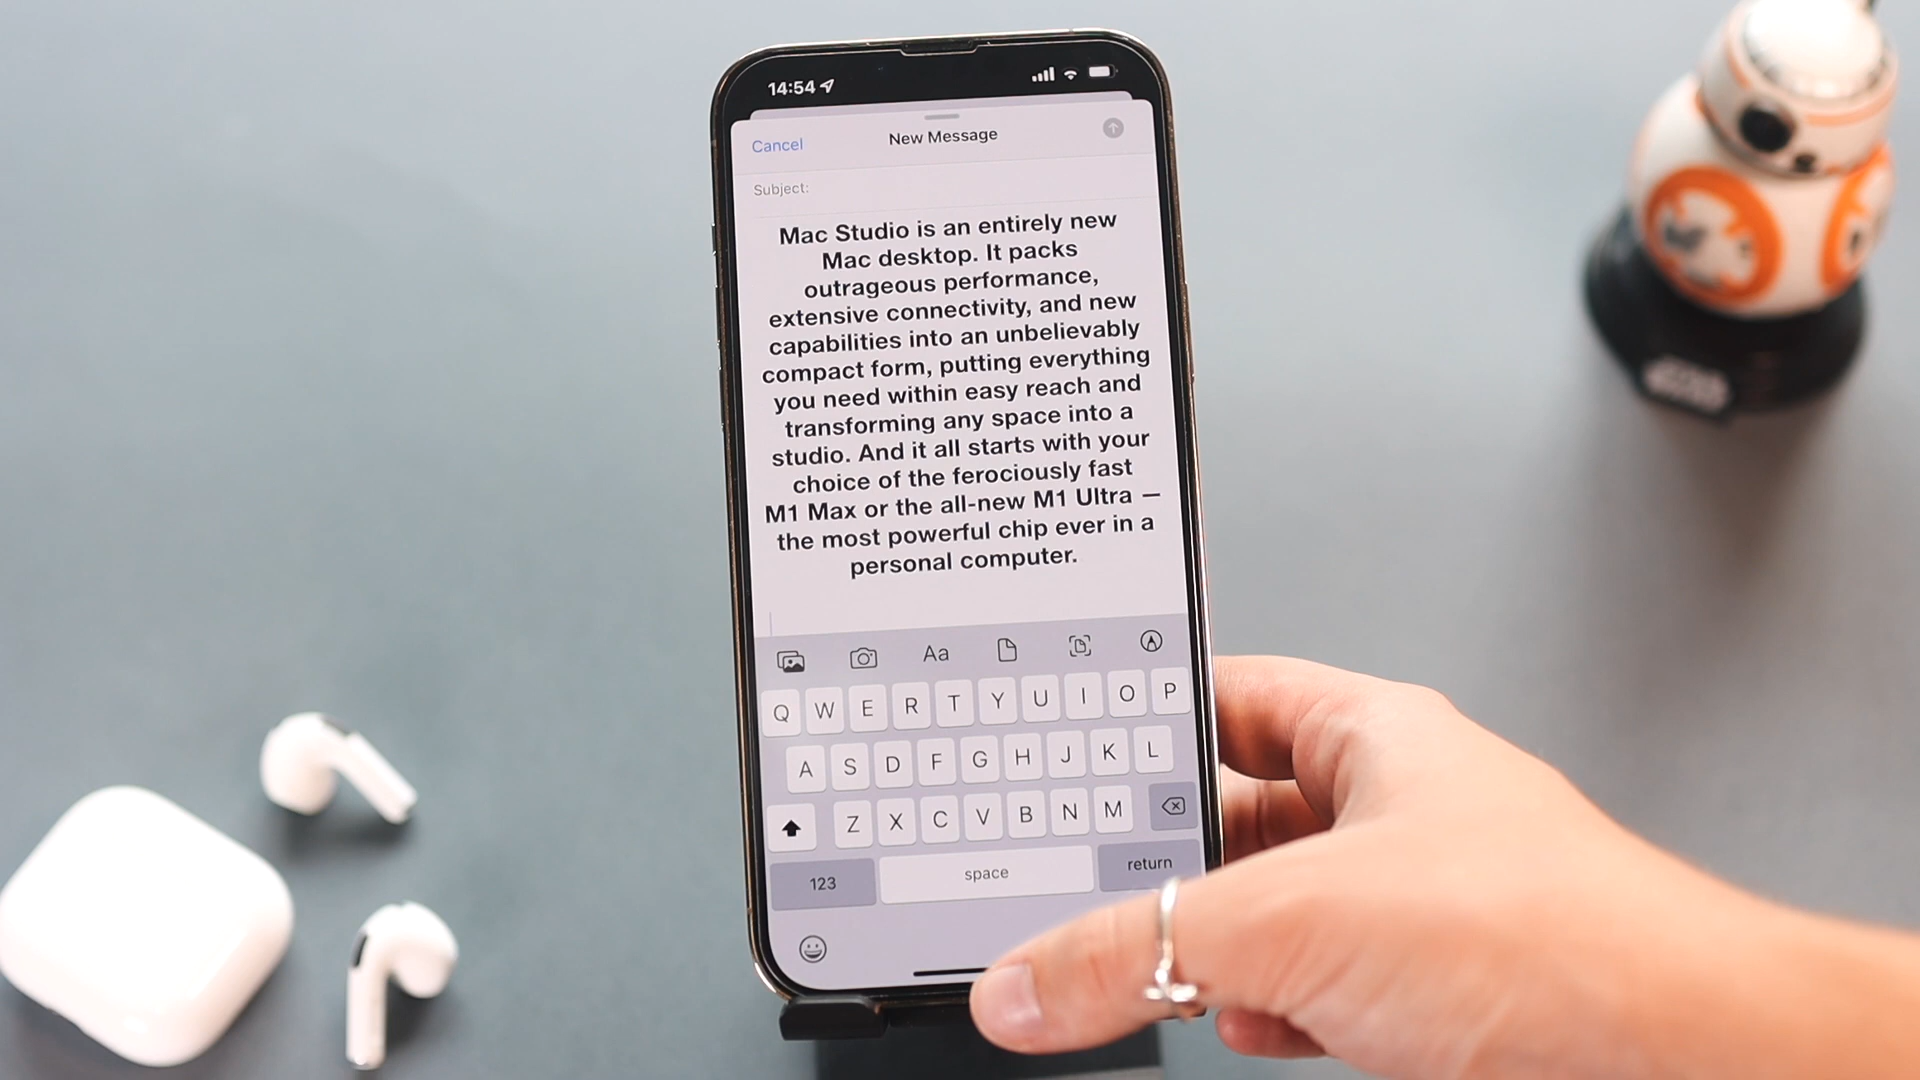 14:54
Cancel
New Message
Subject:
Mac Studio is an entirely new
Mac desktop. It packs
outrageous performance,
extensive connectivity, and new
capabilities into an unbelievably
compact form, putting everything
you need within easy reach and
transforming any space into a
studio. And it all starts with your
choice of the ferociously fast
M1 Max or the all-new M1 Ultra —
the most powerful chip ever in a
personal computer.
Aa
Q W E R T Y U I O P
A S D F G H J K L
Z X C V B N M
123 space return